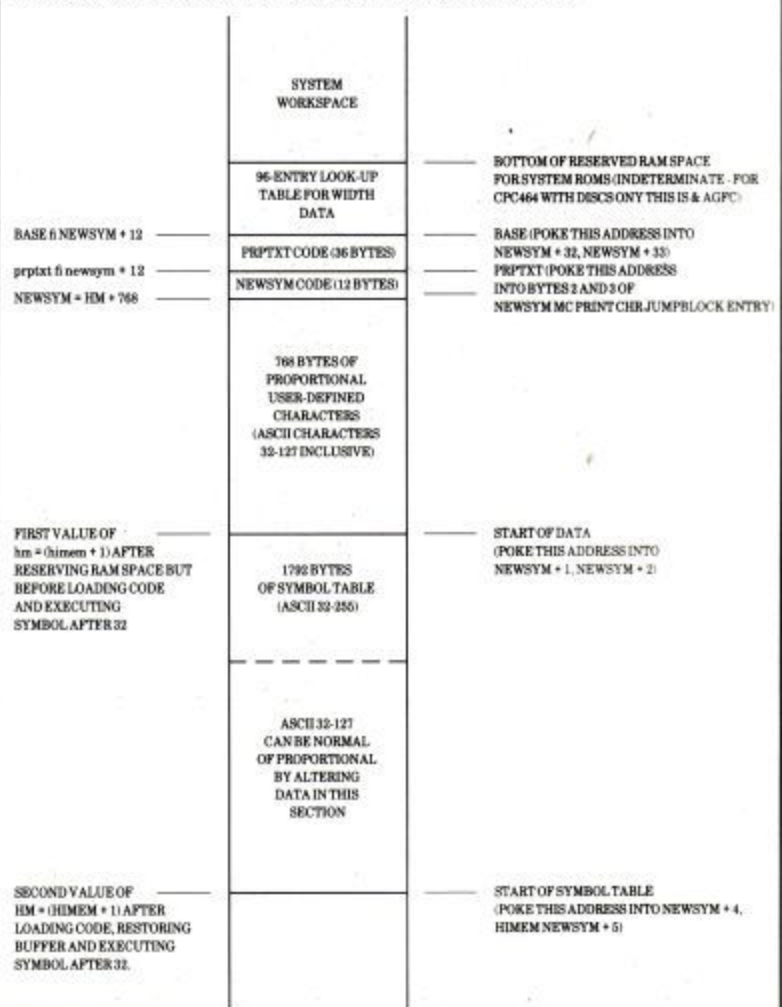 SYSTEM
WORKSPACE
BOTTOM OF RESERVED RAM SPACE
FOR SYSTEM ROMS (INDETERMINATE - FOR
CPC464 WITH DISCS ONY THIS IS & AGFC)
96-ENTRY LOOK-UP
TABLE FOR WIDTH
DATA
BASE fi NEWSYM + 12
BASE (POKE THIS ADDRESS INTO
NEWSYM + 32, NEWSYM + 33)
PRPTXT CODE (36 BYTES)
prptxt fi newsym + 12
PRPTXT (POKE THIS ADDRESS
INTO BYTES 2 AND 3 OF
NEWSYM MC PRINT CHR JUMPBLOCK ENTRY)
NEWSYM CODE (12 BYTES)
NEWSYM = HM + 768
768 BYTES OF
PROPORTIONAL
USER-DEFINED
CHARACTERS
(ASCII CHARACTERS
32-127 INCLUSIVE)
FIRST VALUE OF
hm = (himem + 1) AFTER
RESERVING RAM SPACE BUT
BEFORE LOADING CODE
AND EXECUTING
SYMBOL AFTER 32
START OF DATA
(POKE THIS ADDRESS INTO
NEWSYM + 1, NEWSYM + 2)
1792 BYTES
OF SYMBOL TABLE
(ASCII 32-255)
ASCII 32-127
CAN BE NORMAL
OF PROPORTIONAL
BY ALTERING
DATA IN THIS
SECTION
SECOND VALUE OF
HM = (HIMEM + 1) AFTER
LOADING CODE, RESTORING
BUFFER AND EXECUTING
SYMBOL AFTER 32.
START OF SYMBOL TABLE
(POKE THIS ADDRESS INTO NEWSYM + 4,
HIMEM NEWSYM + 5)